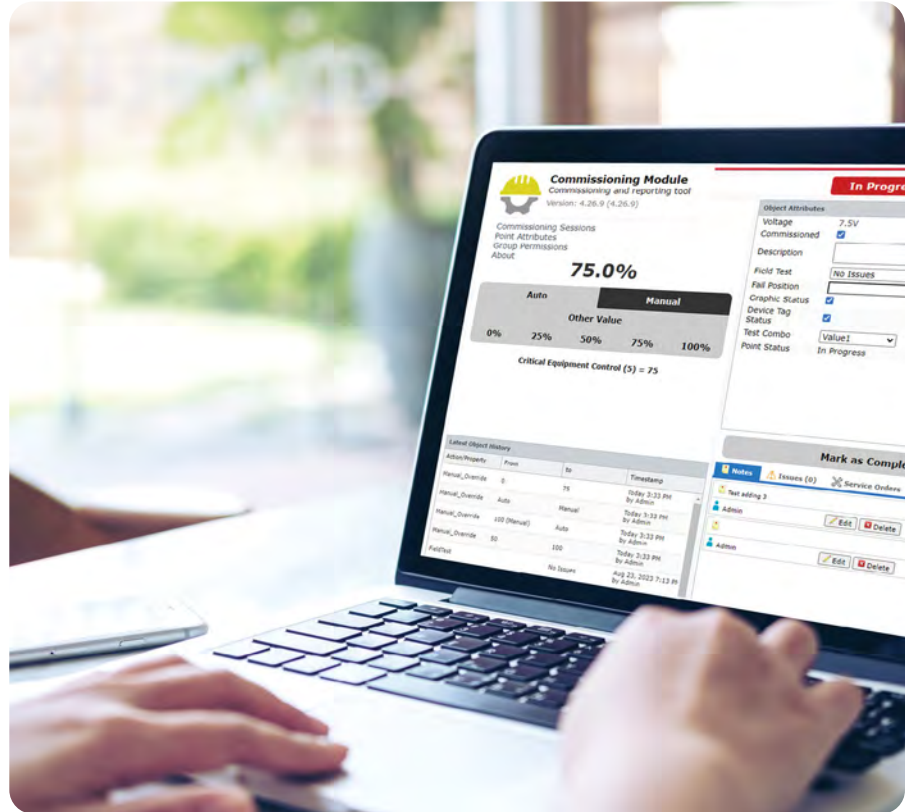 Commissioning Module
Commissioning and reporting tool
Version: 4.26.9 (4.26.9)
Commissioning Sessions
Point Attributes
Group Permissions
About
75.0%
Auto Manual
Other Value
0% 25% 50% 75% 100%
Critical Equipment Control (5) = 75
Latest Object History
Action/Property From to Timestamp
Manual_Override 0 75 Today 3:33 PM
by Admin
Manual_Override Auto Manual Today 3:33 PM
by Admin
Manual_Override 100 (Manual) Auto Today 3:33 PM
by Admin
Manual_Override 50 100 Today 3:33 PM
by Admin
FieldTest No Issues Aug 23, 2023 7:13 PM
by Admin
In Progre
Object Attributes
Voltage 7.5V
Commissioned
Description
Field Test No Issues
Fail Position
Graphic Status
Device Tag
Status
Test Combo Value1
Point Status In Progress
Mark as Comple
Notes Issues (0) Service Orders
Test adding 3
Admin Edit Delete
Admin Edit Delete